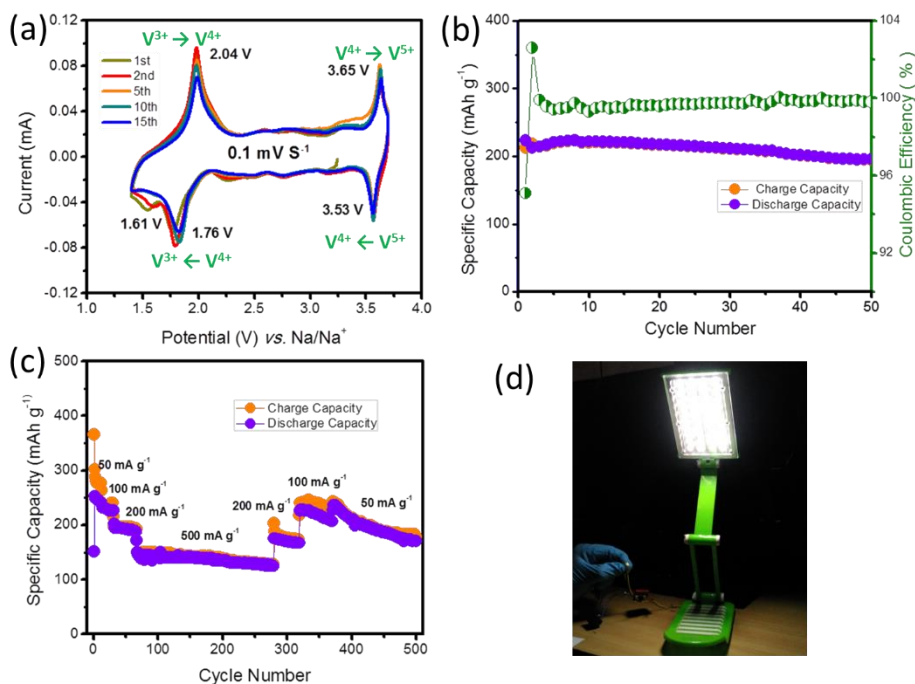 (a)
V³⁺ → V⁴⁺
2.04 V
V⁴⁺ → V⁵⁺
3.65 V
1st
2nd
5th
10th
15th
0.1 mV S⁻¹
1.61 V
1.76 V
V³⁺ ← V⁴⁺
3.53 V
V⁴⁺ ← V⁵⁺
Current (mA)
0.12
0.08
0.04
0.00
-0.04
-0.08
-0.12
1.0 1.5 2.0 2.5 3.0 3.5 4.0
Potential (V) vs. Na/Na⁺
(b)
Specific Capacity (mAh g⁻¹)
400
300
200
100
0
Charge Capacity
Discharge Capacity
104
100
96
92
Coulombic Efficiency ( % )
0 10 20 30 40 50
Cycle Number
(c)
Specific Capacity (mAh g⁻¹)
500
400
300
200
100
0
Charge Capacity
Discharge Capacity
50 mA g⁻¹
100 mA g⁻¹
200 mA g⁻¹
500 mA g⁻¹
200 mA g⁻¹
100 mA g⁻¹
50 mA g⁻¹
0 100 200 300 400 500
Cycle Number
(d)